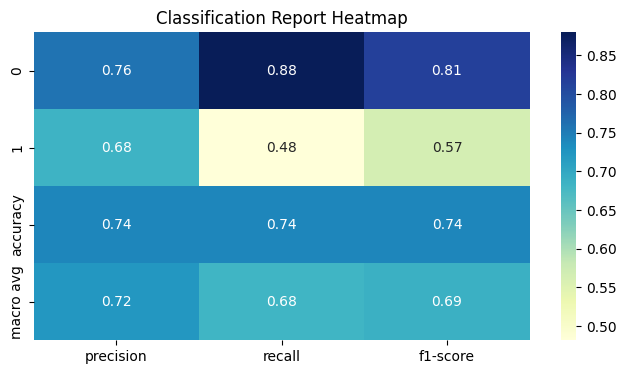 Classification Report Heatmap
0 0.76 0.88 0.81
1 0.68 0.48 0.57
accuracy 0.74 0.74 0.74
macro avg 0.72 0.68 0.69
precision recall f1-score
0.85
0.80
0.75
0.70
0.65
0.60
0.55
0.50